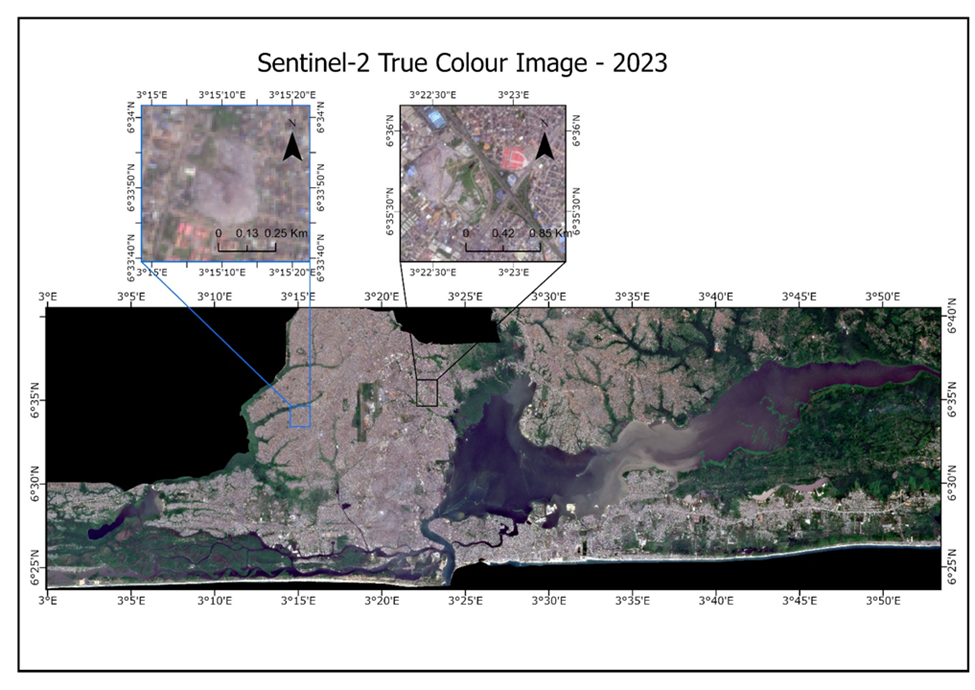 Sentinel-2 True Colour Image - 2023
3°15'E 3°15'10"E 3°15'20"E
3°22'30"E 3°23'E
6°34'N 6°34'N
6°36'N 6°36'N
N
N
6°33'50"N 6°33'50"N
6°35'30"N 6°35'30"N
0 0.13 0.25 Km
0 0.42 0.85 Km
6°33'40"N 6°33'40"N
3°15'E 3°15'10"E 3°15'20"E
3°22'30"E 3°23'E
3°E 3°5'E 3°10'E 3°15'E 3°20'E 3°25'E 3°30'E 3°35'E 3°40'E 3°45'E 3°50'E
6°40'N
6°35'N 6°35'N
6°30'N 6°30'N
6°25'N 6°25'N
3°E 3°5'E 3°10'E 3°15'E 3°20'E 3°25'E 3°30'E 3°35'E 3°40'E 3°45'E 3°50'E